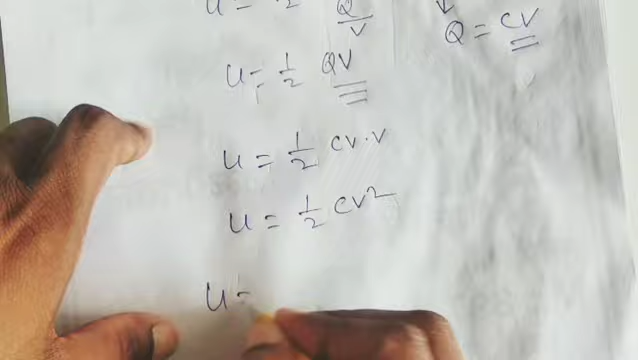 Q/V
Q = CV
U = 1/2 QV
U = 1/2 CV.V
U = 1/2 CV²
U =